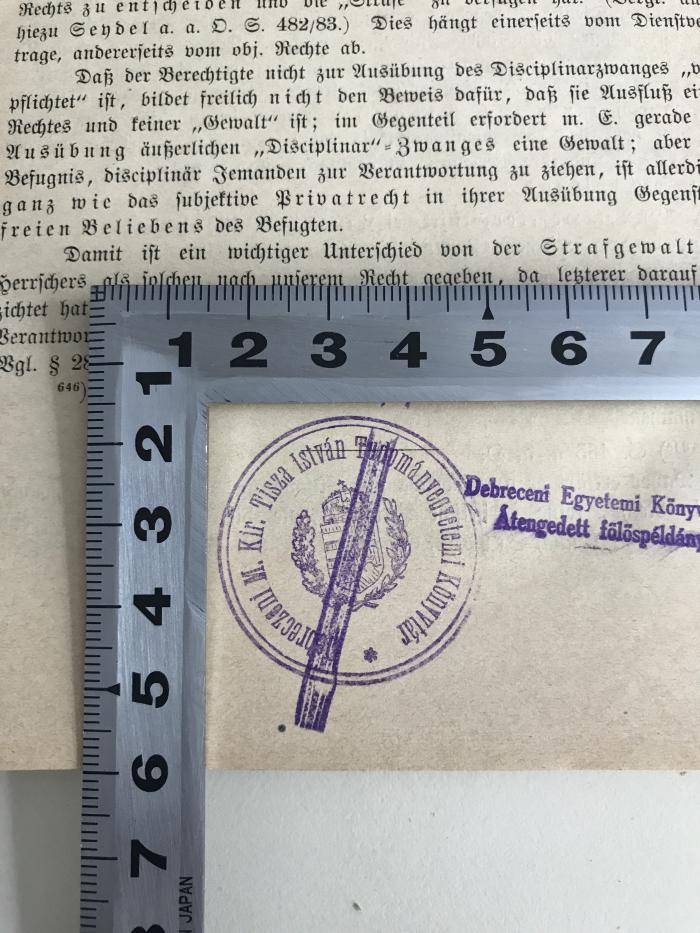 Rechts zu entscheiden und die „Strafe“ zu verfügen hat. (Vergl.
hiezu Seydel a. a. O. S. 482/83.) Dies hängt einerseits vom Dienstve
trage, andererseits vom obj. Rechte ab.
Daß der Berechtigte nicht zur Ausübung des Disciplinarzwanges „v
pflichtet“ ist, bildet freilich nicht den Beweis dafür, daß sie Ausfluß ei
Rechtes und keiner „Gewalt“ ist; im Gegenteil erfordert m. E. gerade
Ausübung äußerlichen „Disciplinar“-Zwanges eine Gewalt; aber
Befugnis, disciplinär Jemanden zur Verantwortung zu ziehen, ist allerdi
ganz wie das subjektive Privatrecht in ihrer Ausübung Gegenst
freien Beliebens des Befugten.
Damit ist ein wichtiger Unterschied von der Strafgewalt
Herrschers als solchen nach unserem Recht gegeben, da letzterer darauf
zichtet hat
Verantwor
Vgl. § 28
646)
1 2 3 4 5 6 7
1
2
3
4
5
6
7
8
JAPAN
Debreczeni M. Kir. Tisza István Tudományegyetemi Könyvtár
Debreceni Egyetemi Könyv
Átengedett fölöspéldány